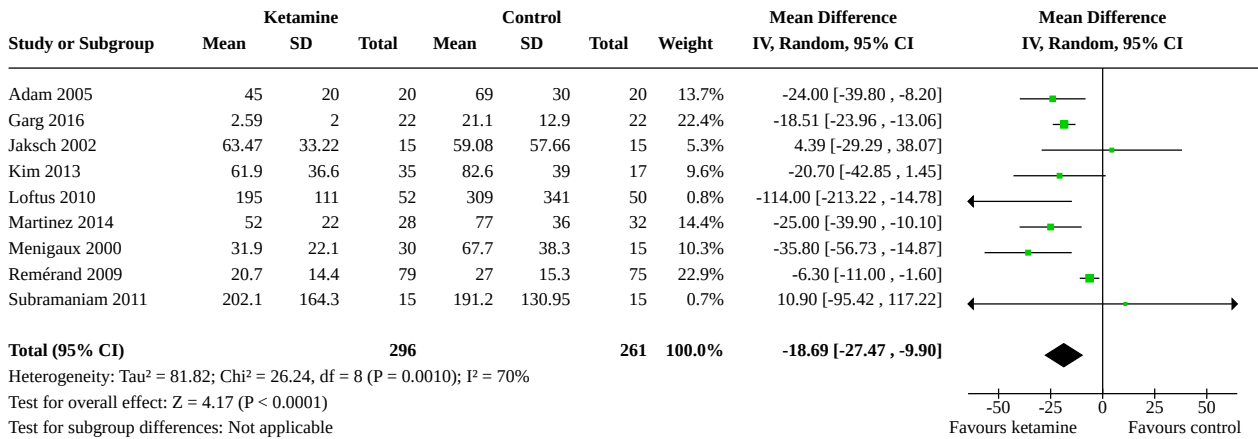 Ketamine Control Mean Difference Mean Difference
Study or Subgroup Mean SD Total Mean SD Total Weight IV, Random, 95% CI IV, Random, 95% CI
Adam 2005 45 20 20 69 30 20 13.7% -24.00 [-39.80 , -8.20]
Garg 2016 2.59 2 22 21.1 12.9 22 22.4% -18.51 [-23.96 , -13.06]
Jaksch 2002 63.47 33.22 15 59.08 57.66 15 5.3% 4.39 [-29.29 , 38.07]
Kim 2013 61.9 36.6 35 82.6 39 17 9.6% -20.70 [-42.85 , 1.45]
Loftus 2010 195 111 52 309 341 50 0.8% -114.00 [-213.22 , -14.78]
Martinez 2014 52 22 28 77 36 32 14.4% -25.00 [-39.90 , -10.10]
Menigaux 2000 31.9 22.1 30 67.7 38.3 15 10.3% -35.80 [-56.73 , -14.87]
Remérand 2009 20.7 14.4 79 27 15.3 75 22.9% -6.30 [-11.00 , -1.60]
Subramaniam 2011 202.1 164.3 15 191.2 130.95 15 0.7% 10.90 [-95.42 , 117.22]
Total (95% CI) 296 261 100.0% -18.69 [-27.47 , -9.90]
Heterogeneity: Tau² = 81.82; Chi² = 26.24, df = 8 (P = 0.0010); I² = 70%
Test for overall effect: Z = 4.17 (P < 0.0001) -50 -25 0 25 50
Test for subgroup differences: Not applicable Favours ketamine Favours control